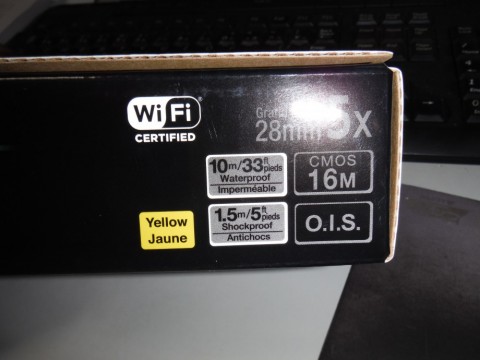 Wi Fi
CERTIFIED
28mm 5X
10m/33ft pieds
Waterproof
Imperméable
CMOS
16M
Yellow
Jaune
1.5m/5ft pieds
Shockproof
Antichocs
O.I.S.